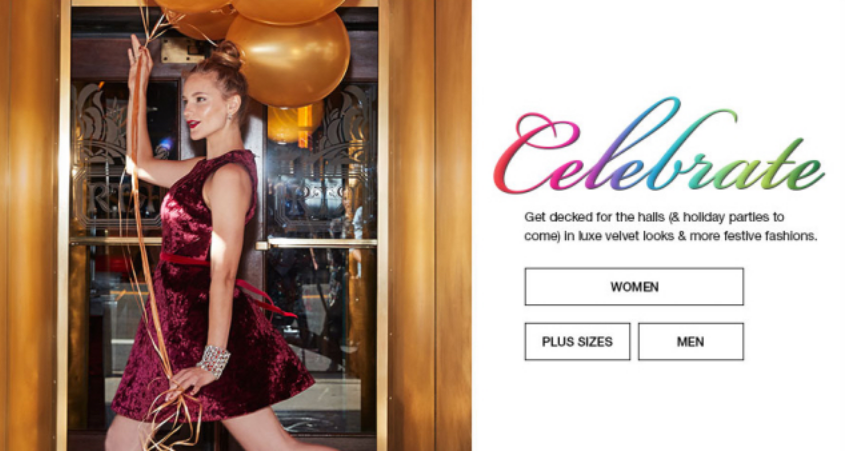 Celebrate
Get decked for the halls (& holiday parties to
come) in luxe velvet looks & more festive fashions.
WOMEN
PLUS SIZES
MEN